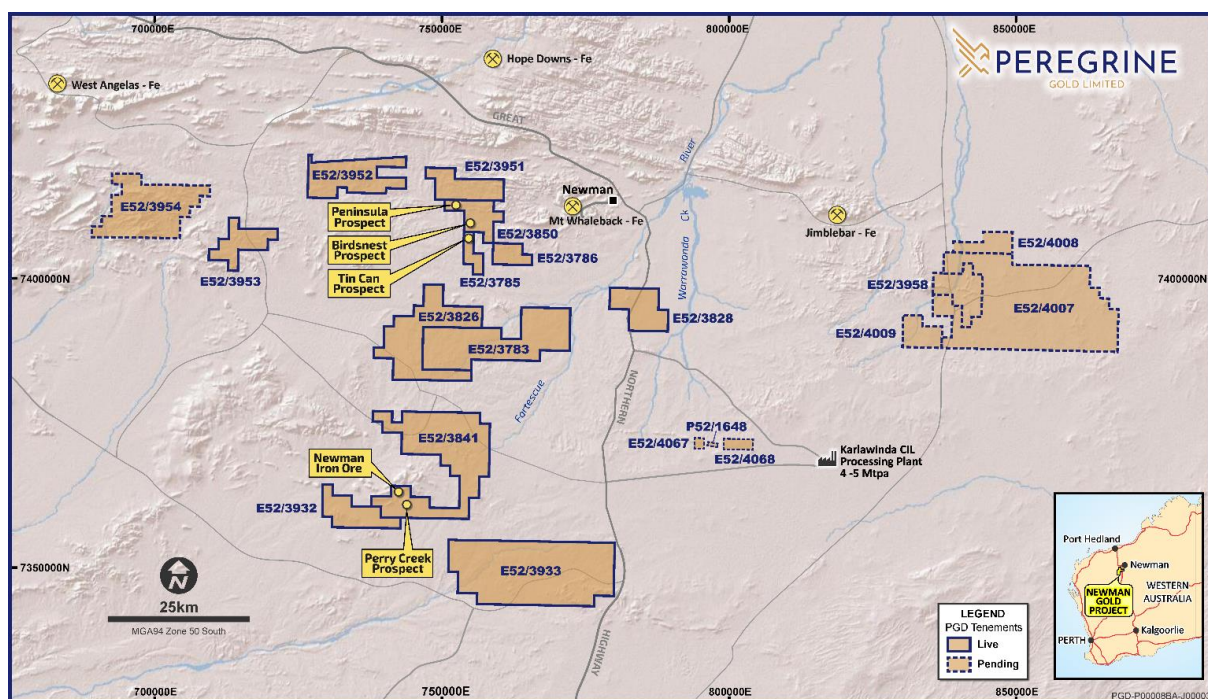 700000E
750000E
800000E
850000E
PEREGRINE
GOLD LIMITED
Hope Downs - Fe
West Angelas - Fe
GREAT
River
E52/3951
E52/3952
E52/3954
Newman
Peninsula
Prospect
Mt Whaleback - Fe
Warrawanda Ck
Jimblebar - Fe
Birdsnest
Prospect
E52/3850
E52/4008
E52/3786
E52/3953
Tin Can
Prospect
E52/3785
7400000N
7400000N
E52/3958
E52/4007
E52/3826
E52/3828
E52/4009
E52/3783
Fortescue
NORTHERN
P52/1648
E52/3841
E52/4067
E52/4068
Karlawinda CIL
Processing Plant
4 -5 Mtpa
Newman
Iron Ore
E52/3932
Perry Creek
Prospect
7350000N
E52/3933
N
25km
MGA94 Zone 50 South
HIGHWAY
LEGEND
PGD Tenements
Live
Pending
Port Hedland
Newman
NEWMAN
GOLD
PROJECT
WESTERN
AUSTRALIA
PERTH
Kalgoorlie
700000E
750000E
800000E
850000E